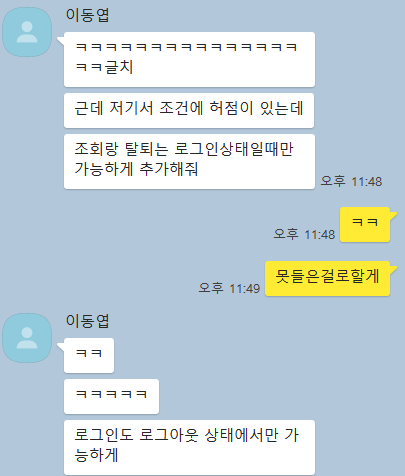 이동엽
ㅋㅋㅋㅋㅋㅋㅋㅋㅋㅋㅋㅋㅋㅋㅋ
ㅋㅋ글치
근데 저기서 조건에 허점이 있는데
조회랑 탈퇴는 로그인상태일때만
가능하게 추가해줘
오후 11:48
ㅋㅋ
오후 11:48
못들은걸로할게
오후 11:49
이동엽
ㅋㅋ
ㅋㅋㅋㅋㅋ
로그인도 로그아웃 상태에서만 가
능하게